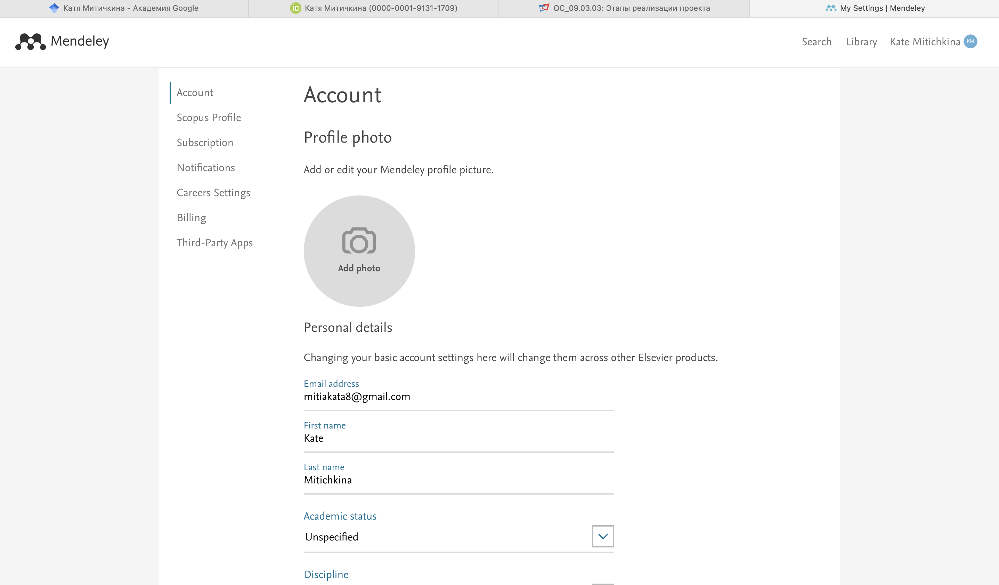 Катя Митичкина - Академия Google
iD Катя Митичкина (0000-0001-9131-1709)
ОС_09.03.03: Этапы реализации проекта
My Settings | Mendeley
Mendeley
Search
Library
Kate Mitichkina
KM
Account
Scopus Profile
Subscription
Notifications
Careers Settings
Billing
Third-Party Apps
Account
Profile photo
Add or edit your Mendeley profile picture.
Add photo
Personal details
Changing your basic account settings here will change them across other Elsevier products.
Email address
mitiakata8@gmail.com
First name
Kate
Last name
Mitichkina
Academic status
Unspecified
Discipline